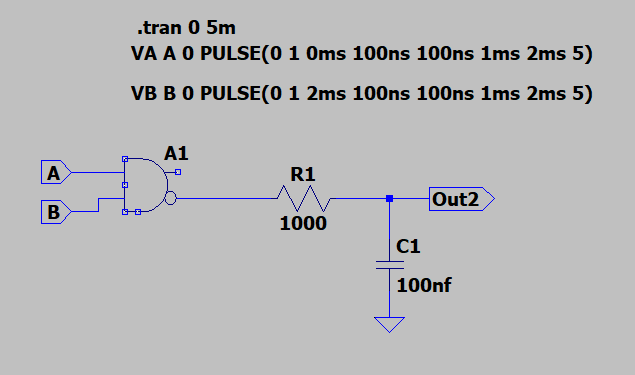 .tran 0 5m
VA A 0 PULSE(0 1 0ms 100ns 100ns 1ms 2ms 5)
VB B 0 PULSE(0 1 2ms 100ns 100ns 1ms 2ms 5)
A1
A
R1
B
Out2
1000
C1
100nf